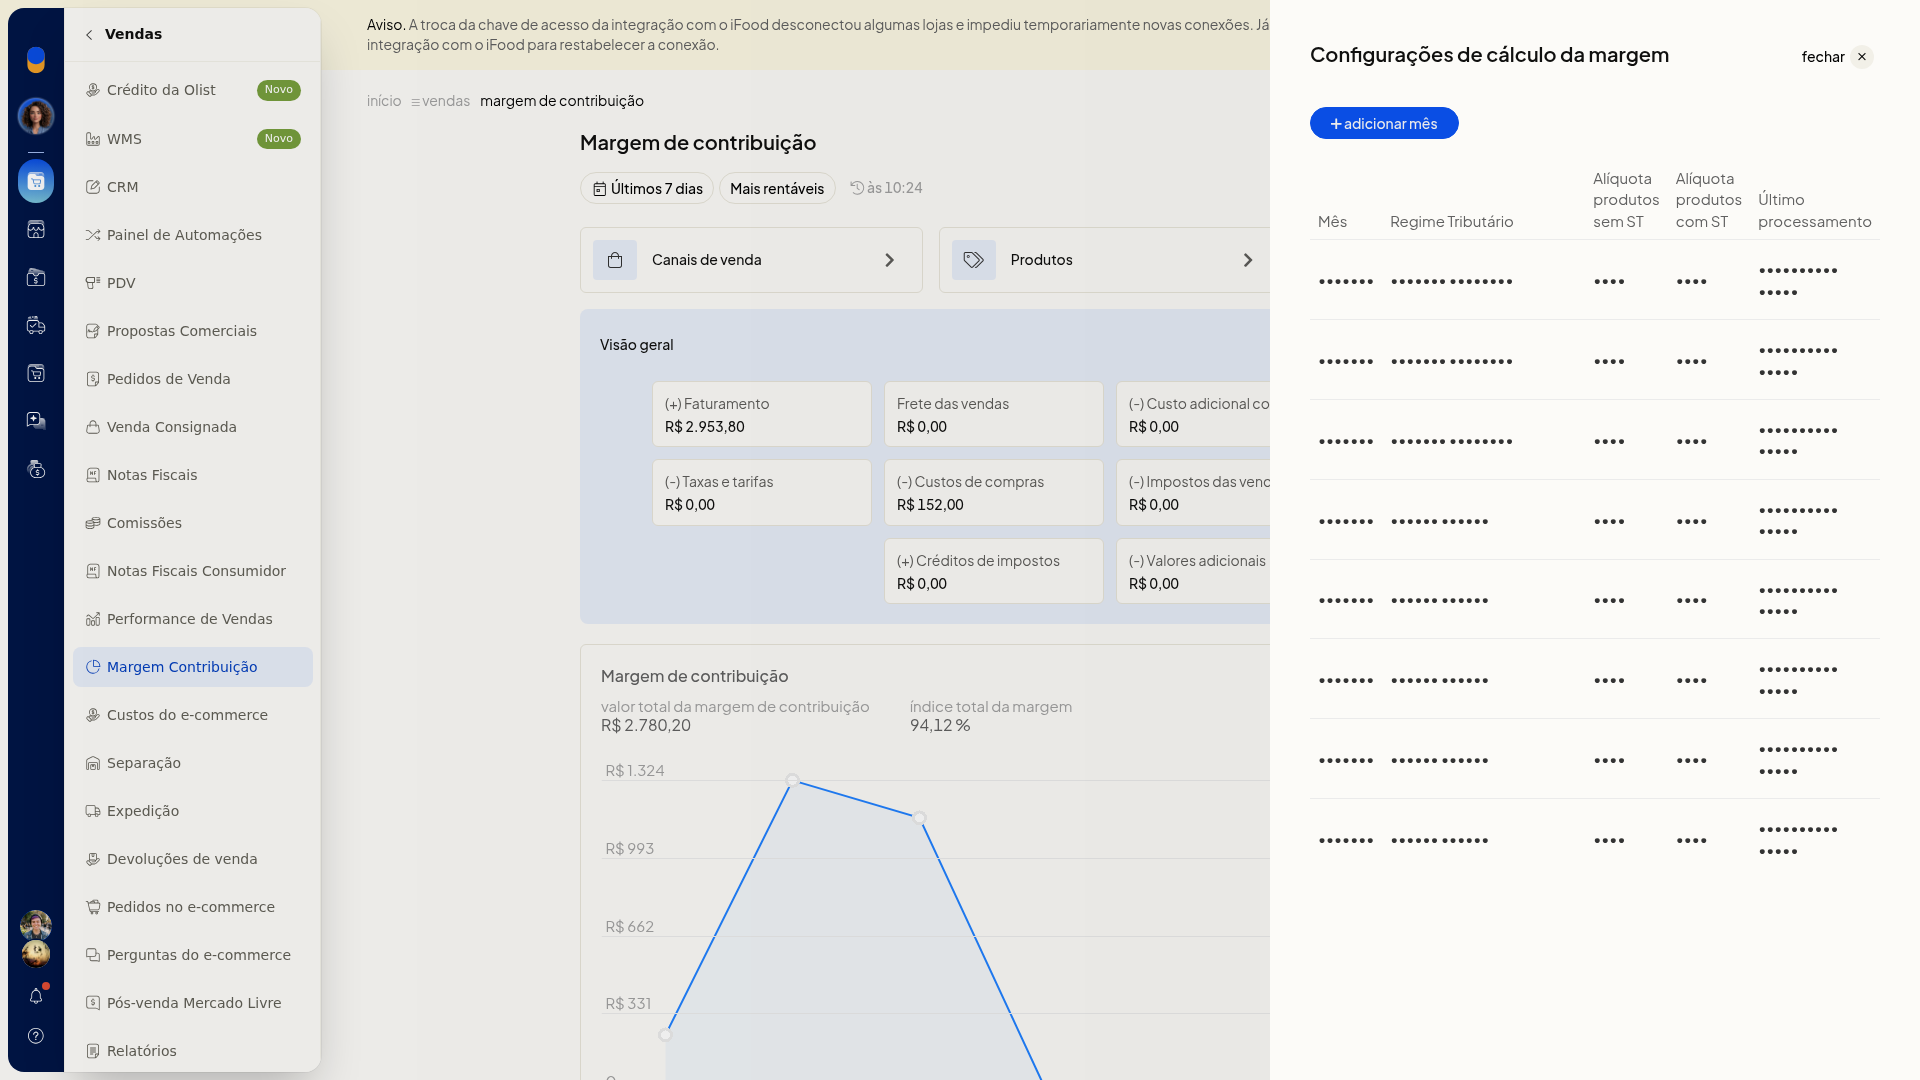 Vendas
Crédito da Olist
Novo
WMS
Novo
CRM
Painel de Automações
PDV
Propostas Comerciais
Pedidos de Venda
Venda Consignada
Notas Fiscais
Comissões
Notas Fiscais Consumidor
Performance de Vendas
Margem Contribuição
Custos do e-commerce
Separação
Expedição
Devoluções de venda
Pedidos no e-commerce
Perguntas do e-commerce
Pós-venda Mercado Livre
Relatórios
Aviso. A troca da chave de acesso da integração com o iFood desconectou algumas lojas e impediu temporariamente novas conexões. Já
integração com o iFood para restabelecer a conexão.
início vendas margem de contribuição
Margem de contribuição
Últimos 7 dias Mais rentáveis às 10:24
Canais de venda
Produtos
Visão geral
(+) Faturamento
R$ 2.953,80
Frete das vendas
R$ 0,00
(-) Custo adicional co
R$ 0,00
(-) Taxas e tarifas
R$ 0,00
(-) Custos de compras
R$ 152,00
(-) Impostos das vend
R$ 0,00
(+) Créditos de impostos
R$ 0,00
(-) Valores adicionais
R$ 0,00
Margem de contribuição
valor total da margem de contribuição
R$ 2.780,20
índice total da margem
94,12 %
R$ 1.324
R$ 993
R$ 662
R$ 331
Configurações de cálculo da margem
fechar
+ adicionar mês
Mês
Regime Tributário
Alíquota
produtos
sem ST
Alíquota
produtos
com ST
Último
processamento
••••••• ••••••• •••••••• •••• •••• ••••••••••
•••••
••••••• ••••••• •••••••• •••• •••• ••••••••••
•••••
••••••• ••••••• •••••••• •••• •••• ••••••••••
•••••
••••••• •••••• •••••• •••• •••• ••••••••••
•••••
••••••• •••••• •••••• •••• •••• ••••••••••
•••••
••••••• •••••• •••••• •••• •••• ••••••••••
•••••
••••••• •••••• •••••• •••• •••• ••••••••••
•••••
••••••• •••••• •••••• •••• •••• ••••••••••
•••••